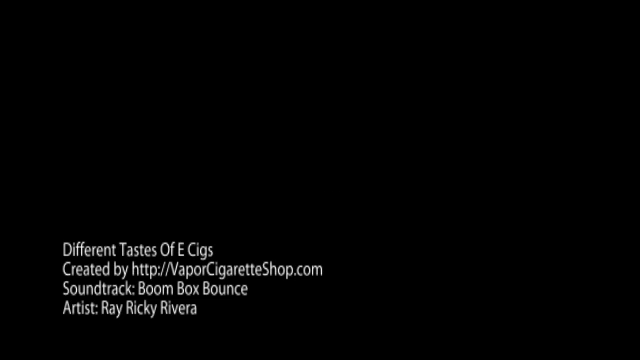 Different Tastes Of E Cigs
Created by http://VaporCigaretteShop.com
Soundtrack: Boom Box Bounce
Artist: Ray Ricky Rivera